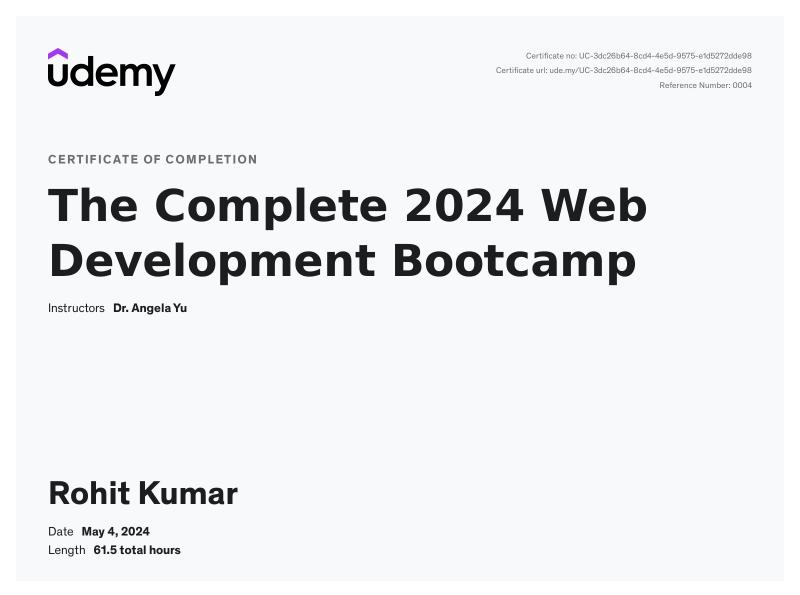 udemy
Certificate no: UC-3dc26b64-8cd4-4e5d-9575-e1d5272dde98
Certificate url: ude.my/UC-3dc26b64-8cd4-4e5d-9575-e1d5272dde98
Reference Number: 0004
CERTIFICATE OF COMPLETION
The Complete 2024 Web
Development Bootcamp
Instructors Dr. Angela Yu
Rohit Kumar
Date May 4, 2024
Length 61.5 total hours